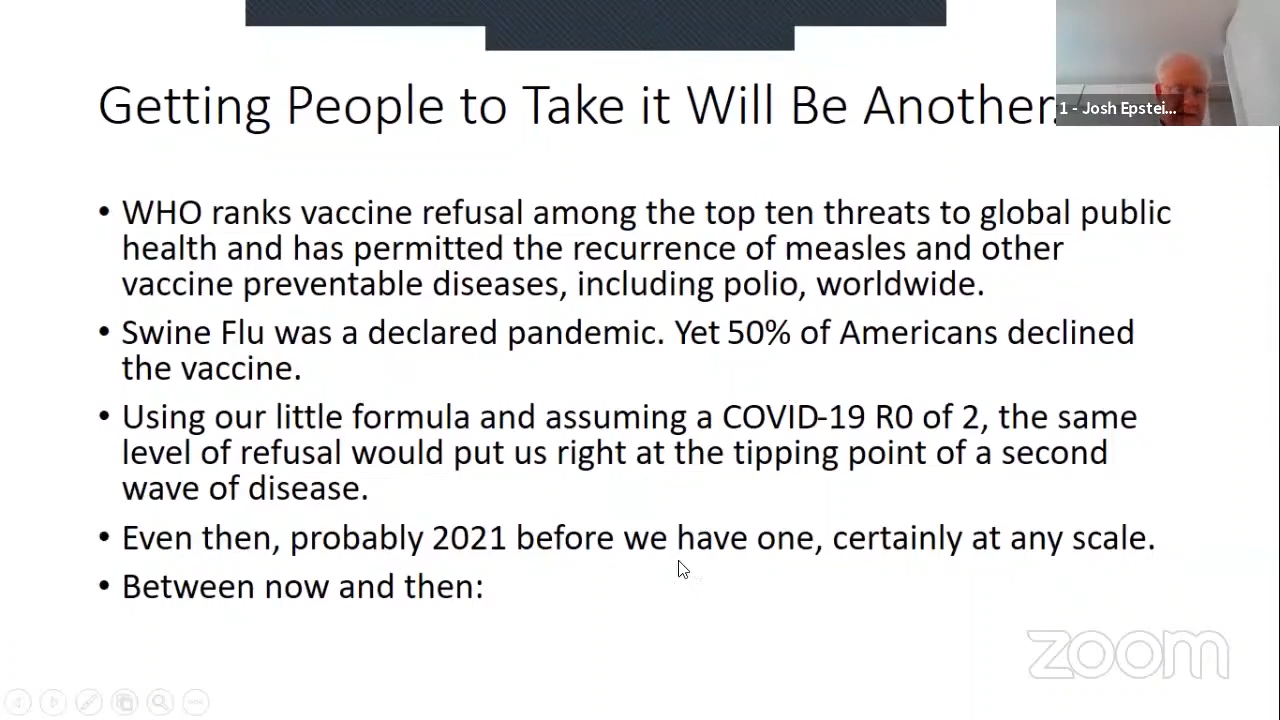 Getting People to Take it Will Be Another.
1 - Josh Epstei...
• WHO ranks vaccine refusal among the top ten threats to global public
health and has permitted the recurrence of measles and other
vaccine preventable diseases, including polio, worldwide.
• Swine Flu was a declared pandemic. Yet 50% of Americans declined
the vaccine.
• Using our little formula and assuming a COVID-19 R0 of 2, the same
level of refusal would put us right at the tipping point of a second
wave of disease.
• Even then, probably 2021 before we have one, certainly at any scale.
• Between now and then:
zoom